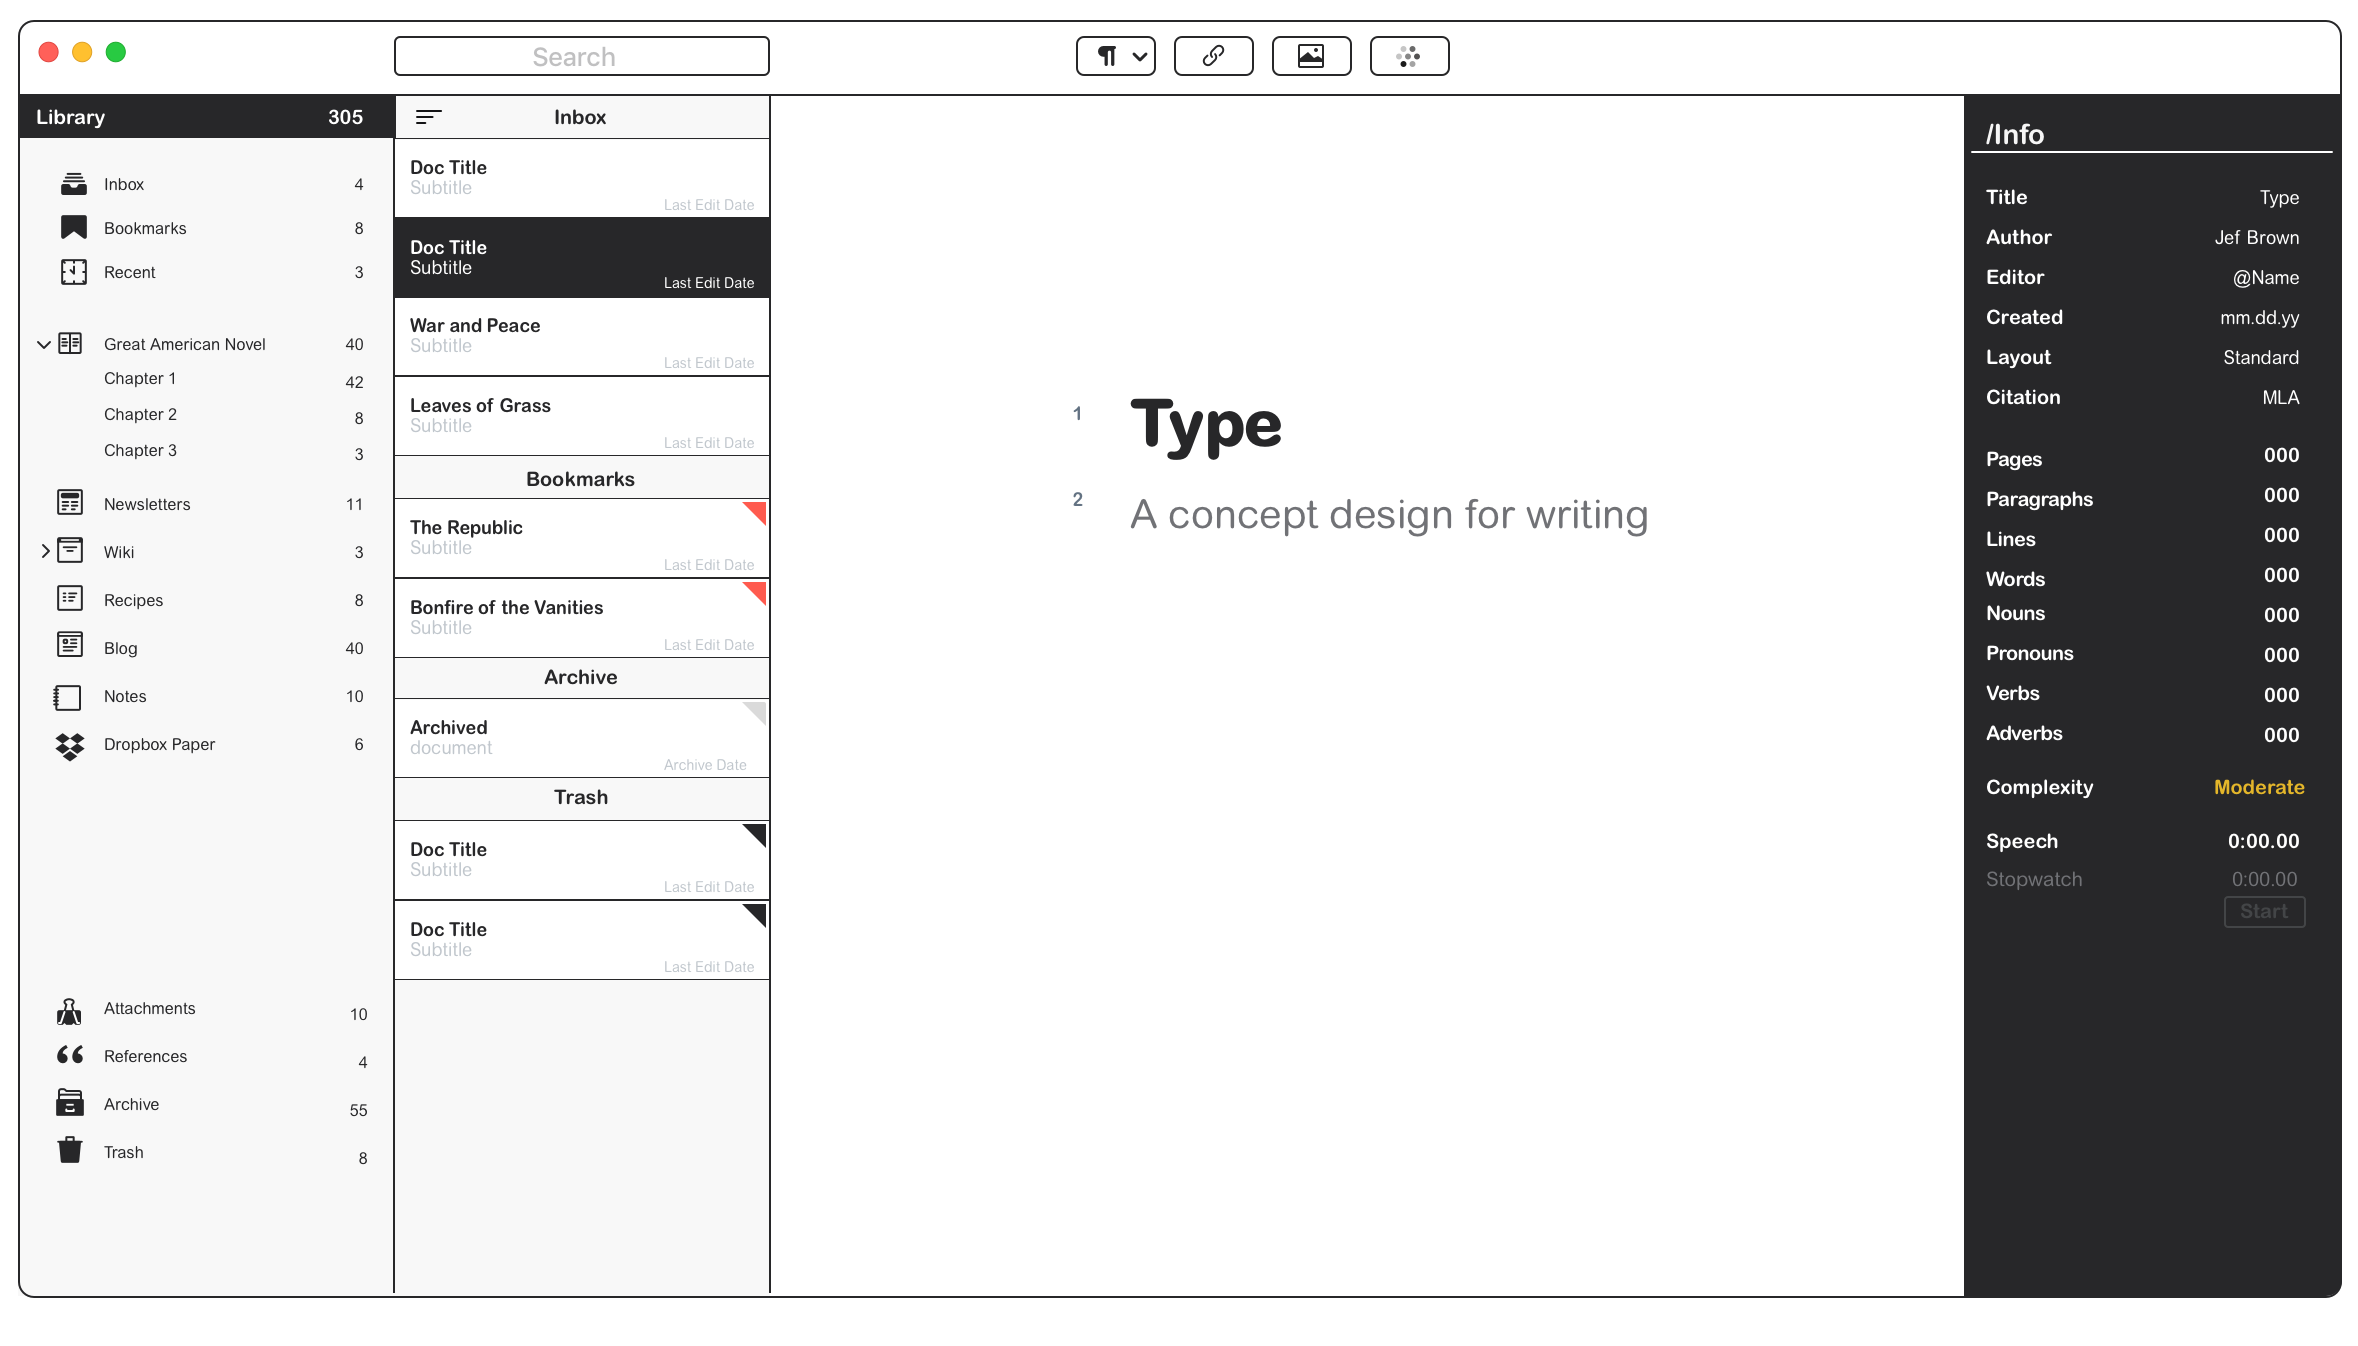 Search
Library 305
Inbox 4
Bookmarks 8
Recent 3
Great American Novel 40
Chapter 1 42
Chapter 2 8
Chapter 3 3
Newsletters 11
Wiki 3
Recipes 8
Blog 40
Notes 10
Dropbox Paper 6
Attachments 10
References 4
Archive 55
Trash 8
Inbox
Doc Title
Subtitle
Last Edit Date
Doc Title
Subtitle
Last Edit Date
War and Peace
Subtitle
Last Edit Date
Leaves of Grass
Subtitle
Last Edit Date
Bookmarks
The Republic
Subtitle
Last Edit Date
Bonfire of the Vanities
Subtitle
Last Edit Date
Archive
Archived
document
Archive Date
Trash
Doc Title
Subtitle
Last Edit Date
Doc Title
Subtitle
Last Edit Date
1 Type
2 A concept design for writing
/Info
Title Type
Author Jef Brown
Editor @Name
Created mm.dd.yy
Layout Standard
Citation MLA
Pages 000
Paragraphs 000
Lines 000
Words 000
Nouns 000
Pronouns 000
Verbs 000
Adverbs 000
Complexity Moderate
Speech 0:00.00
Stopwatch 0:00.00
Start